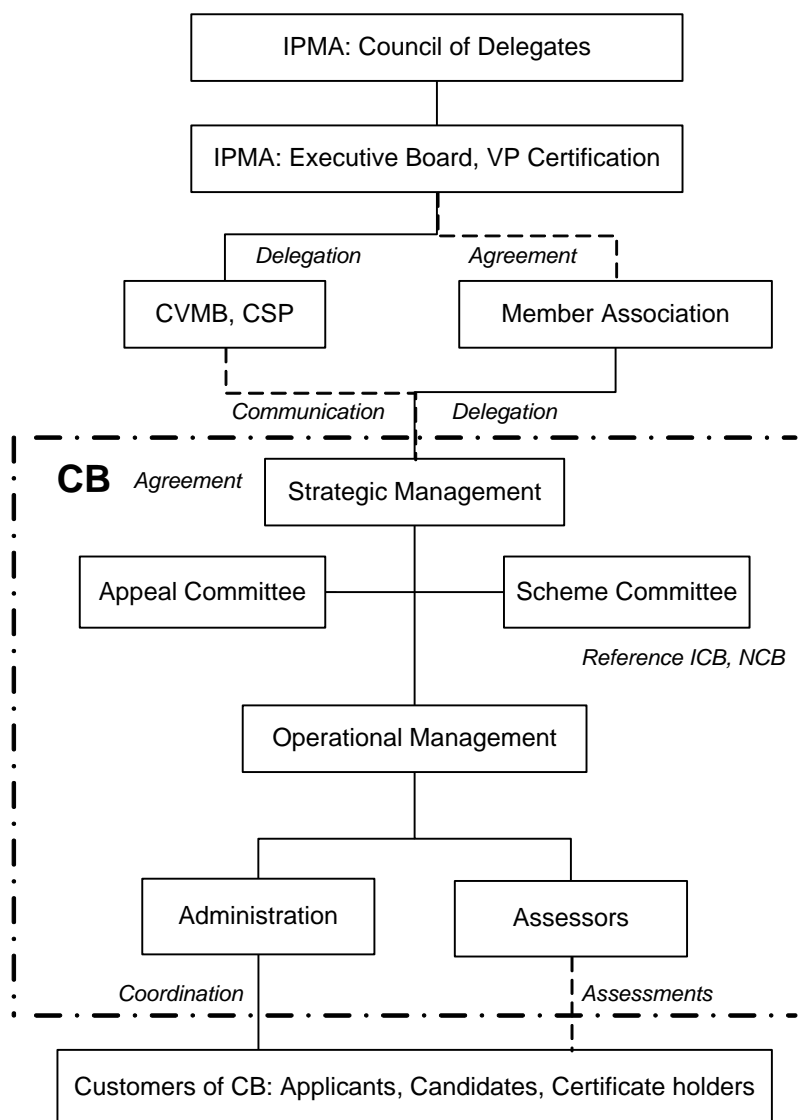 IPMA: Council of Delegates
IPMA: Executive Board, VP Certification
Delegation
Agreement
CVMB, CSP
Member Association
Communication
Delegation
CB
Agreement
Strategic Management
Appeal Committee
Scheme Committee
Reference ICB, NCB
Operational Management
Administration
Assessors
Coordination
Assessments
Customers of CB: Applicants, Candidates, Certificate holders